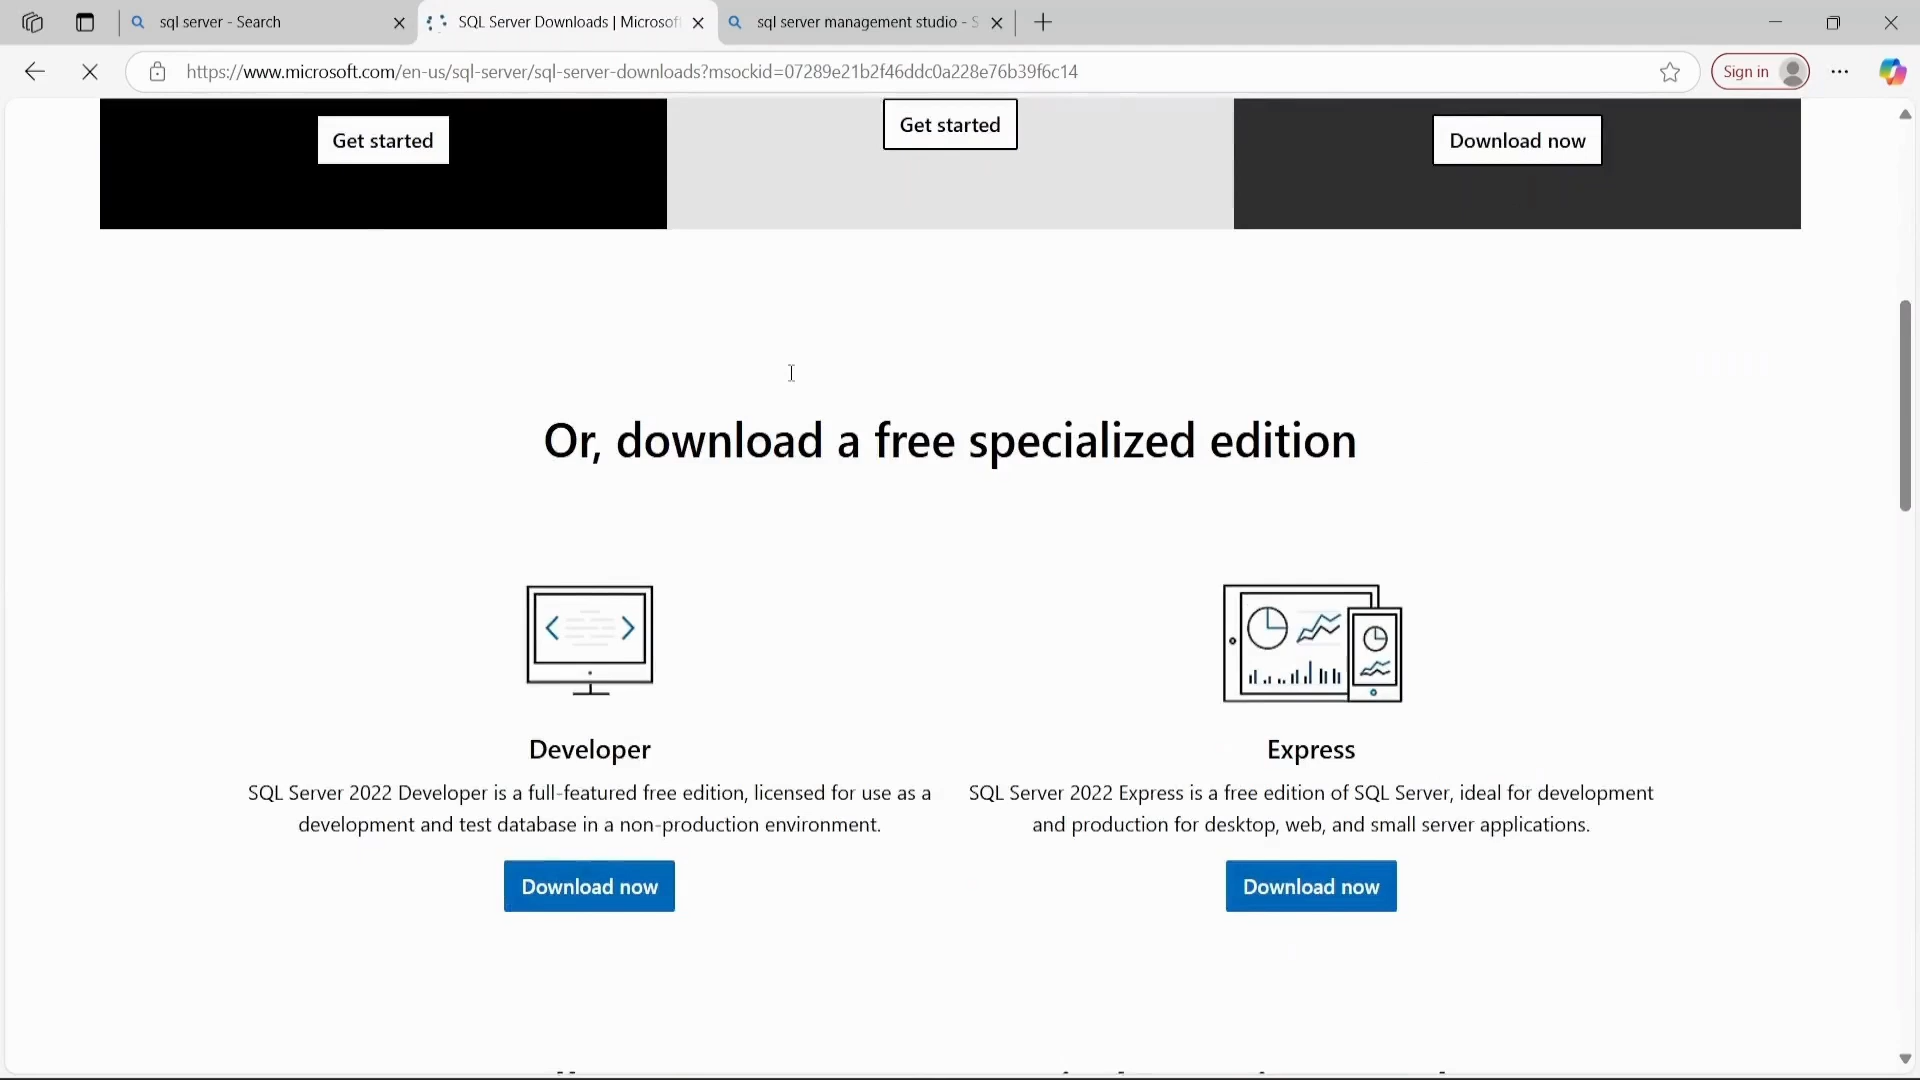 sql server - Search
SQL Server Downloads | Microsof
sql server management studio - S
https://www.microsoft.com/en-us/sql-server/sql-server-downloads?msockid=07289e21b2f46ddc0a228e76b39f6c14
Sign in
Get started
Get started
Download now
Or, download a free specialized edition
Developer
SQL Server 2022 Developer is a full-featured free edition, licensed for use as a
development and test database in a non-production environment.
Download now
Express
SQL Server 2022 Express is a free edition of SQL Server, ideal for development
and production for desktop, web, and small server applications.
Download now